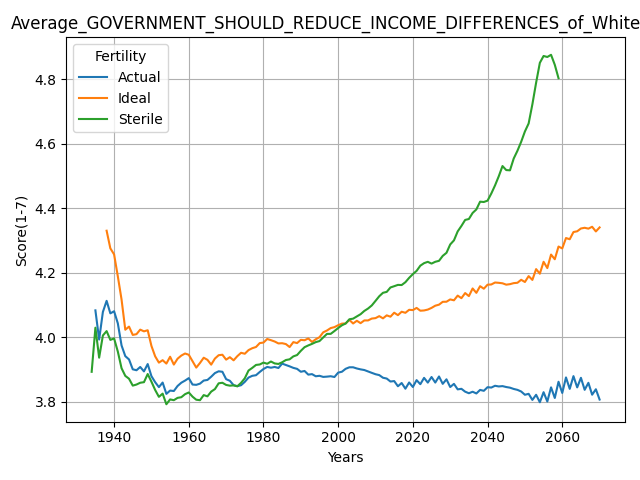 Average_GOVERNMENT_SHOULD_REDUCE_INCOME_DIFFERENCES_of_White
Fertility
Actual
Ideal
Sterile
Score(1-7)
4.8
4.6
4.4
4.2
4.0
3.8
1940 1960 1980 2000 2020 2040 2060
Years